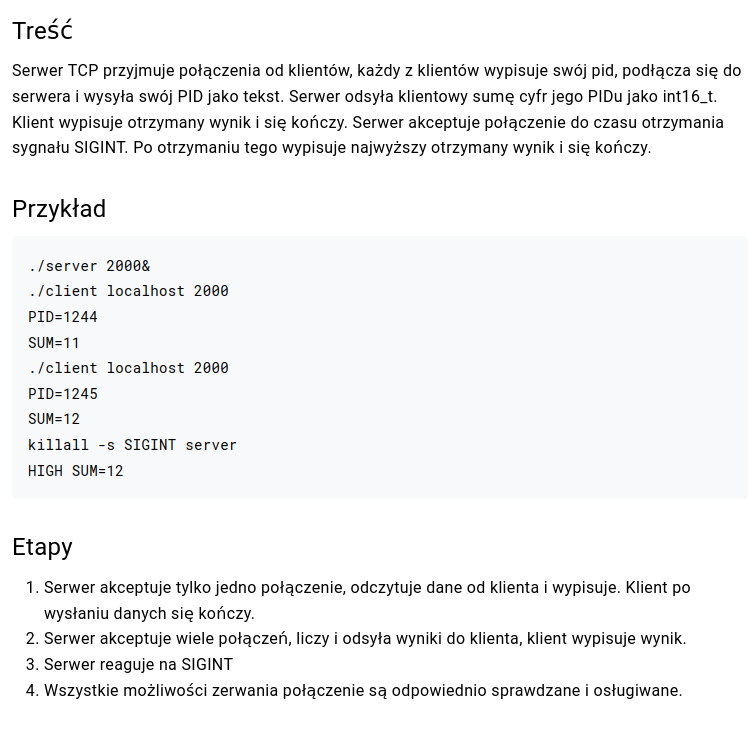 Treść
Serwer TCP przyjmuje połączenia od klientów, każdy z klientów wypisuje swój pid, podłącza się do
serwera i wysyła swój PID jako tekst. Serwer odsyła klientowy sumę cyfr jego PIDu jako int16_t.
Klient wypisuje otrzymany wynik i się kończy. Serwer akceptuje połączenie do czasu otrzymania
sygnału SIGINT. Po otrzymaniu tego wypisuje najwyższy otrzymany wynik i się kończy.
Przykład
./server 2000&
./client localhost 2000
PID=1244
SUM=11
./client localhost 2000
PID=1245
SUM=12
killall -s SIGINT server
HIGH SUM=12
Etapy
1. Serwer akceptuje tylko jedno połączenie, odczytuje dane od klienta i wypisuje. Klient po
wysłaniu danych się kończy.
2. Serwer akceptuje wiele połączeń, liczy i odsyła wyniki do klienta, klient wypisuje wynik.
3. Serwer reaguje na SIGINT
4. Wszystkie możliwości zerwania połączenie są odpowiednio sprawdzane i osługiwane.